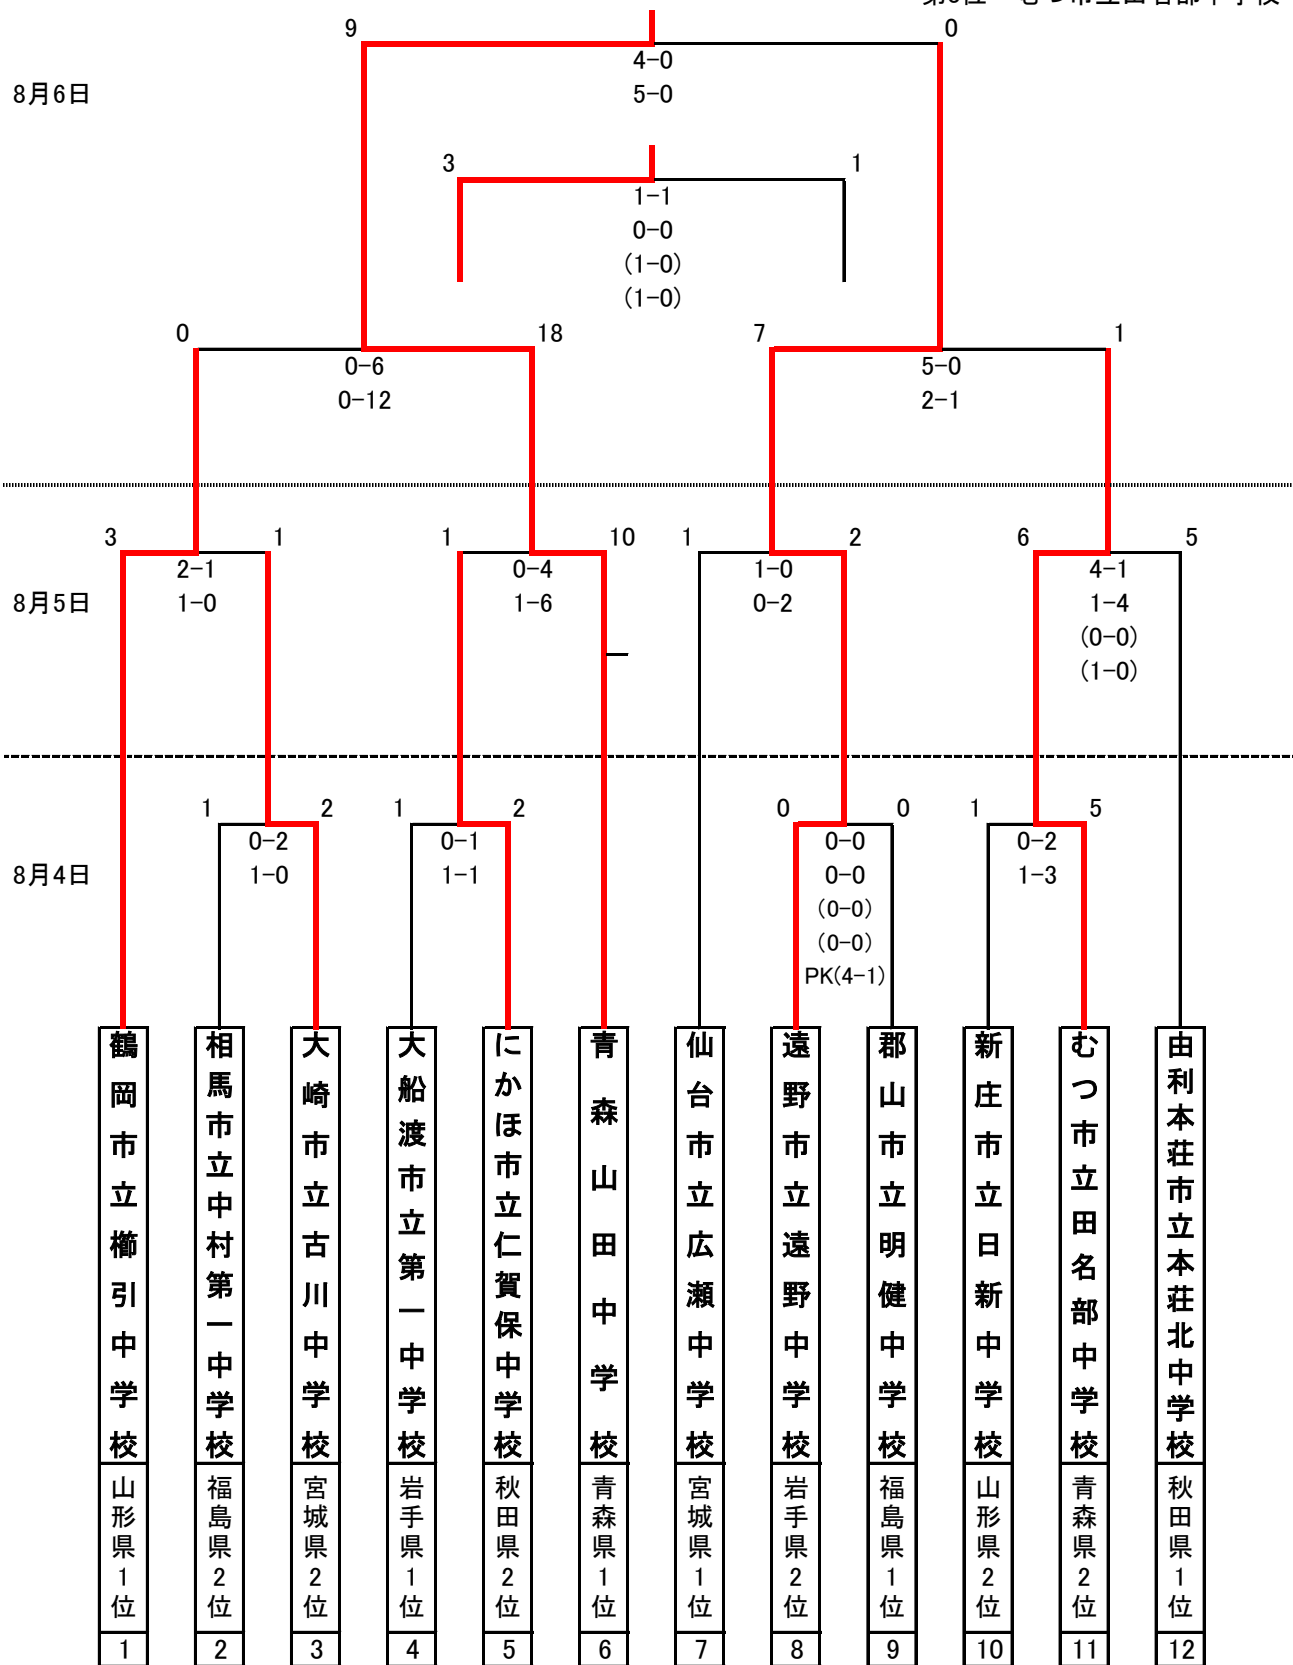 9 0
4-0
8月6日 5-0
3 1
1-1
0-0
(1-0)
(1-0)
0 18 7 1
0-6 5-0
0-12 2-1
3 1 1 10 1 2 6 5
2-1 0-4 1-0 4-1
8月5日 1-0 1-6 0-2 1-4
(0-0)
(1-0)
1 2 1 2 0 0 1 5
0-2 0-1 0-0 0-2
8月4日 1-0 1-1 0-0 1-3
(0-0)
(0-0)
PK(4-1)
鶴岡市立櫛引中学校
山形県1位
1
相馬市立中村第一中学校
福島県2位
2
大崎市立古川中学校
宮城県2位
3
大船渡市立第一中学校
岩手県1位
4
にかほ市立仁賀保中学校
秋田県2位
5
青森山田中学校
青森県1位
6
仙台市立広瀬中学校
宮城県1位
7
遠野市立遠野中学校
岩手県2位
8
郡山市立明健中学校
福島県1位
9
新庄市立日新中学校
山形県2位
10
むつ市立田名部中学校
青森県2位
11
由利本荘市立本荘北中学校
秋田県1位
12